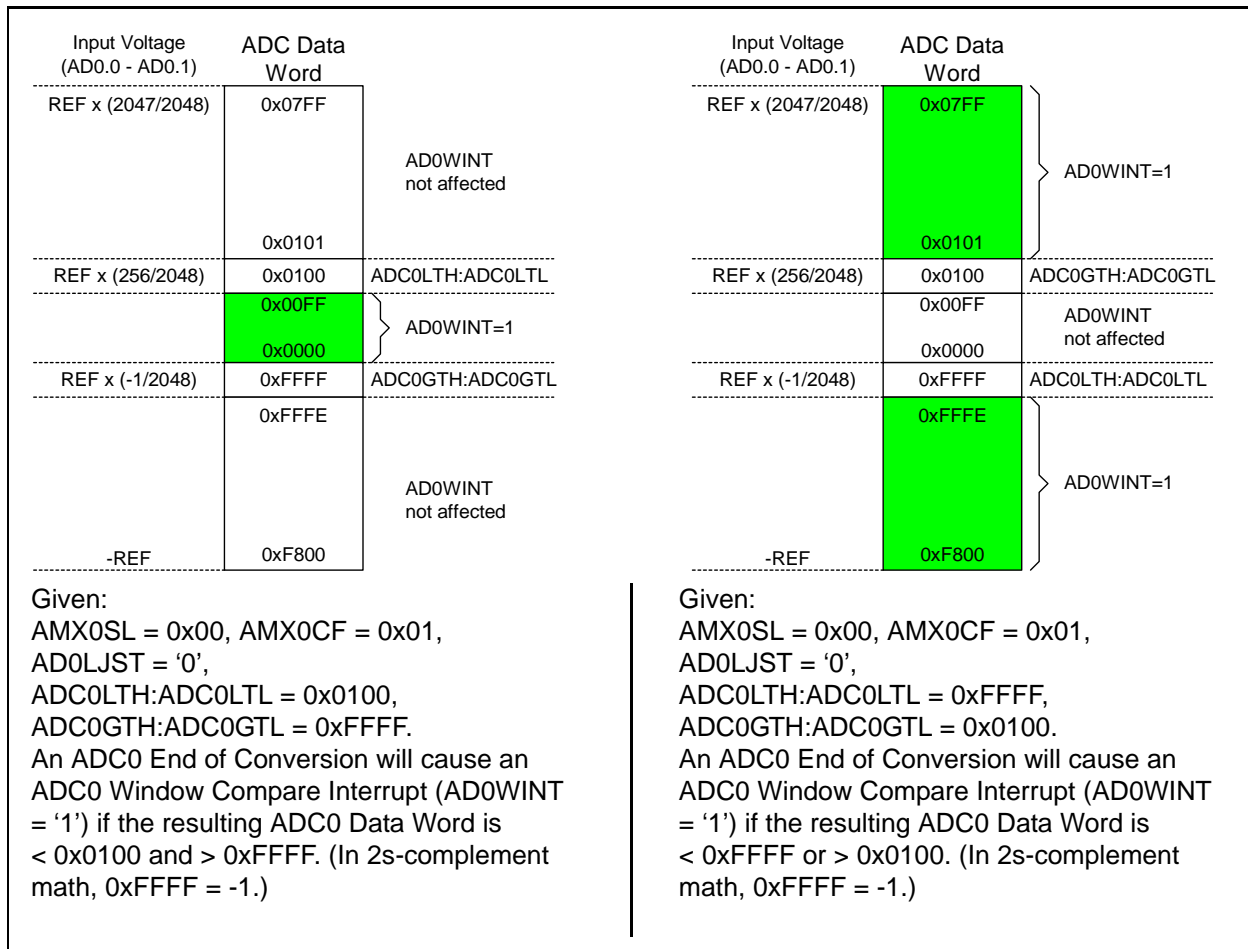 Input Voltage
(AD0.0 - AD0.1)
ADC Data
Word
REF x (2047/2048)
0x07FF
AD0WINT
not affected
0x0101
REF x (256/2048)
0x0100
ADC0LTH:ADC0LTL
0x00FF
AD0WINT=1
0x0000
REF x (-1/2048)
0xFFFF
ADC0GTH:ADC0GTL
0xFFFE
AD0WINT
not affected
-REF
0xF800
Given:
AMX0SL = 0x00, AMX0CF = 0x01,
AD0LJST = ‘0’,
ADC0LTH:ADC0LTL = 0x0100,
ADC0GTH:ADC0GTL = 0xFFFF.
An ADC0 End of Conversion will cause an
ADC0 Window Compare Interrupt (AD0WINT
= ‘1’) if the resulting ADC0 Data Word is
< 0x0100 and > 0xFFFF. (In 2s-complement
math, 0xFFFF = -1.)
Input Voltage
(AD0.0 - AD0.1)
ADC Data
Word
REF x (2047/2048)
0x07FF
AD0WINT=1
0x0101
REF x (256/2048)
0x0100
ADC0GTH:ADC0GTL
0x00FF
AD0WINT
not affected
0x0000
REF x (-1/2048)
0xFFFF
ADC0LTH:ADC0LTL
0xFFFE
AD0WINT=1
-REF
0xF800
Given:
AMX0SL = 0x00, AMX0CF = 0x01,
AD0LJST = ‘0’,
ADC0LTH:ADC0LTL = 0xFFFF,
ADC0GTH:ADC0GTL = 0x0100.
An ADC0 End of Conversion will cause an
ADC0 Window Compare Interrupt (AD0WINT
= ‘1’) if the resulting ADC0 Data Word is
< 0xFFFF or > 0x0100. (In 2s-complement
math, 0xFFFF = -1.)